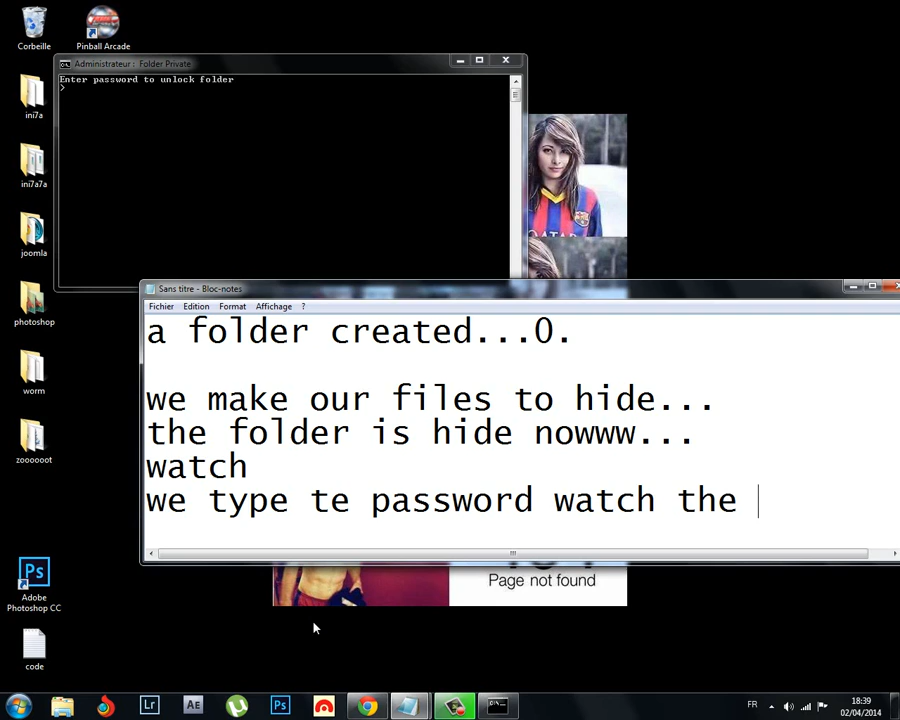 Corbeille
Pinball Arcade
ini7a
ini7a7a
joomla
photoshop
worm
zoooooot
Adobe
Photoshop CC
code
Administrateur : Folder Private
Enter password to unlock folder
>
QATAR
Sans titre - Bloc-notes
Fichier Edition Format Affichage ?
a folder created...O.
we make our files to hide...
the folder is hide nowww...
watch
we type te password watch the
Page not found
Ps
Lr
AE
Ps
FR
18:39
02/04/2014